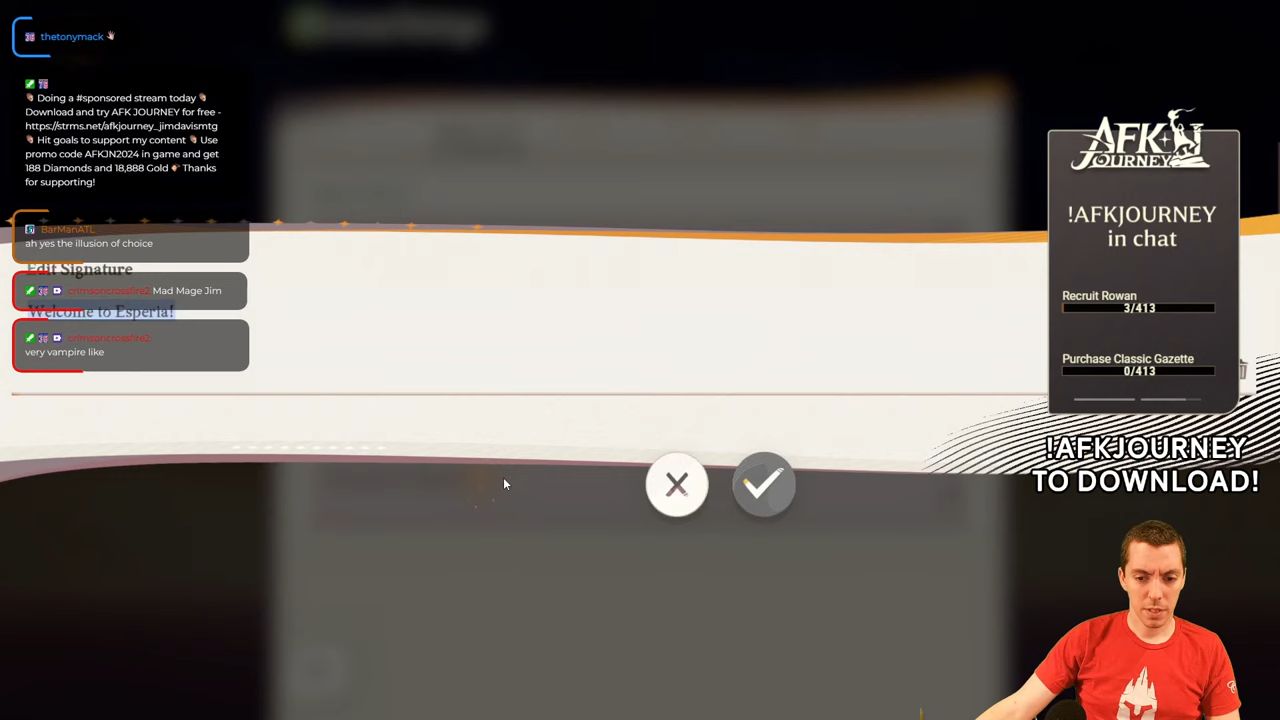 thetonymack
Doing a #sponsored stream today
Download and try AFK JOURNEY for free -
https://strms.net/afkjourney_jimdavismtg
Hit goals to support my content Use
promo code AFKJN2024 in game and get
188 Diamonds and 18,888 Gold Thanks
for supporting!
BarManATL
ah yes the illusion of choice
Edit Signature
crimsoncrossfire2: Mad Mage Jim
Welcome to Esperia!
crimsoncrossfire2:
very vampire like
AFK JOURNEY
!AFKJOURNEY
in chat
Recruit Rowan
3/413
Purchase Classic Gazette
0/413
!AFKJOURNEY
TO DOWNLOAD!